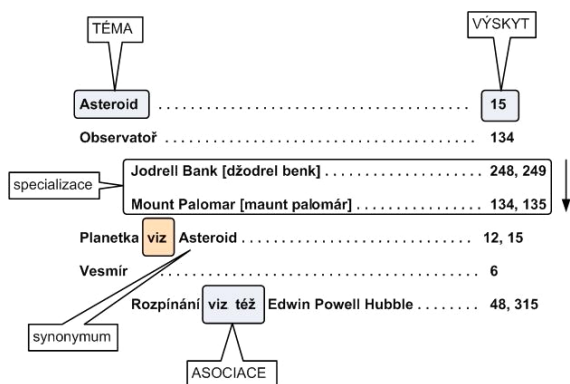 TÉMA VÝSKYT
Asteroid ........................................ 15
Observatoř ........................................ 134
Jodrell Bank [džodrel benk] .................... 248, 249
specializace
Mount Palomar [maunt palomár] ................ 134, 135
Planetka viz Asteroid .............................. 12, 15
Vesmír ........................................ 6
Rozpínání viz též Edwin Powell Hubble ........ 48, 315
synonymum
ASOCIACE